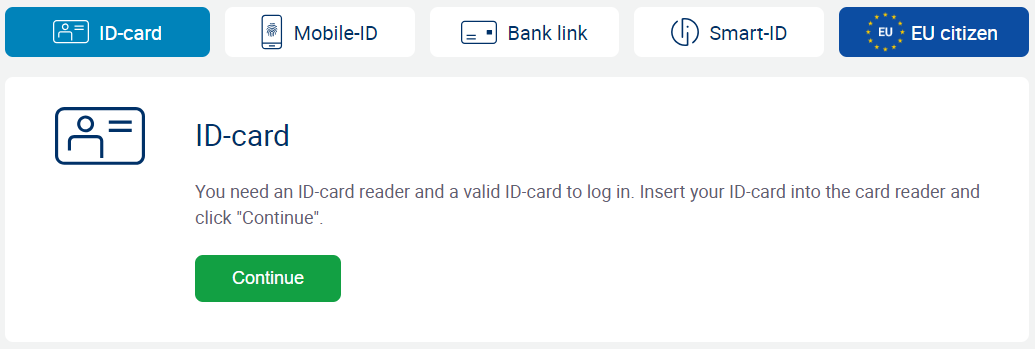 ID-card
Mobile-ID
Bank link
Smart-ID
EU
EU citizen
ID-card
You need an ID-card reader and a valid ID-card to log in. Insert your ID-card into the card reader and
click "Continue".
Continue